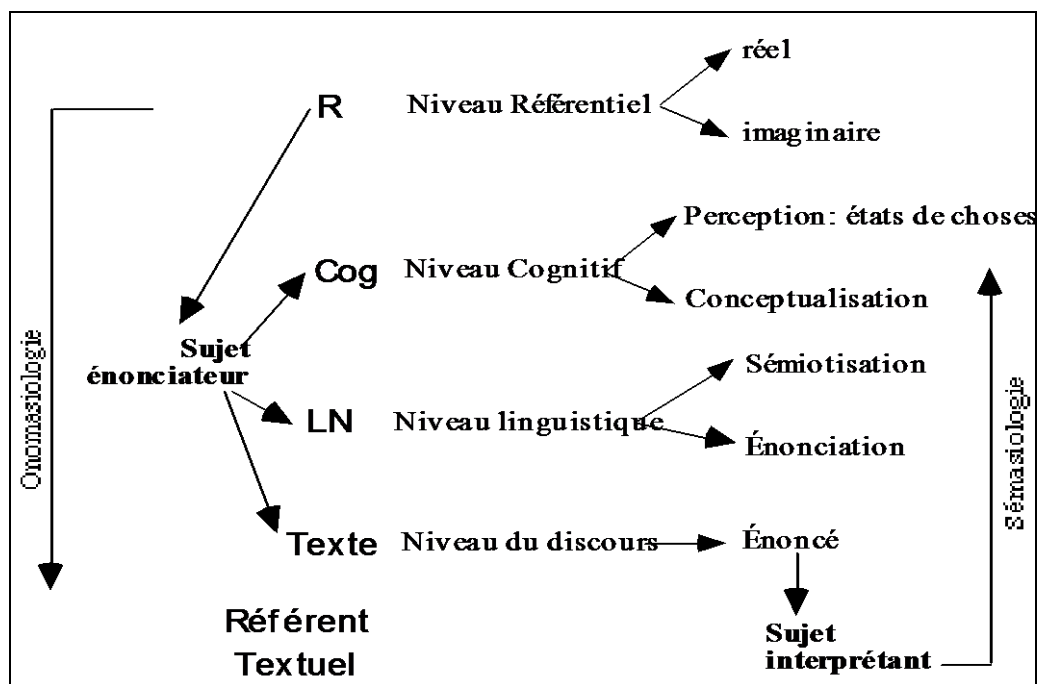 réel
R Niveau Référentiel
imaginaire
Perception: états de choses
Cog Niveau Cognitif
Conceptualisation
Sujet
énonciateur
Sémiotisation
LN Niveau linguistique
Énonciation
Texte Niveau du discours Énoncé
Référent
Textuel
Sujet
interprétant
Onomasiologie
Sémasiologie